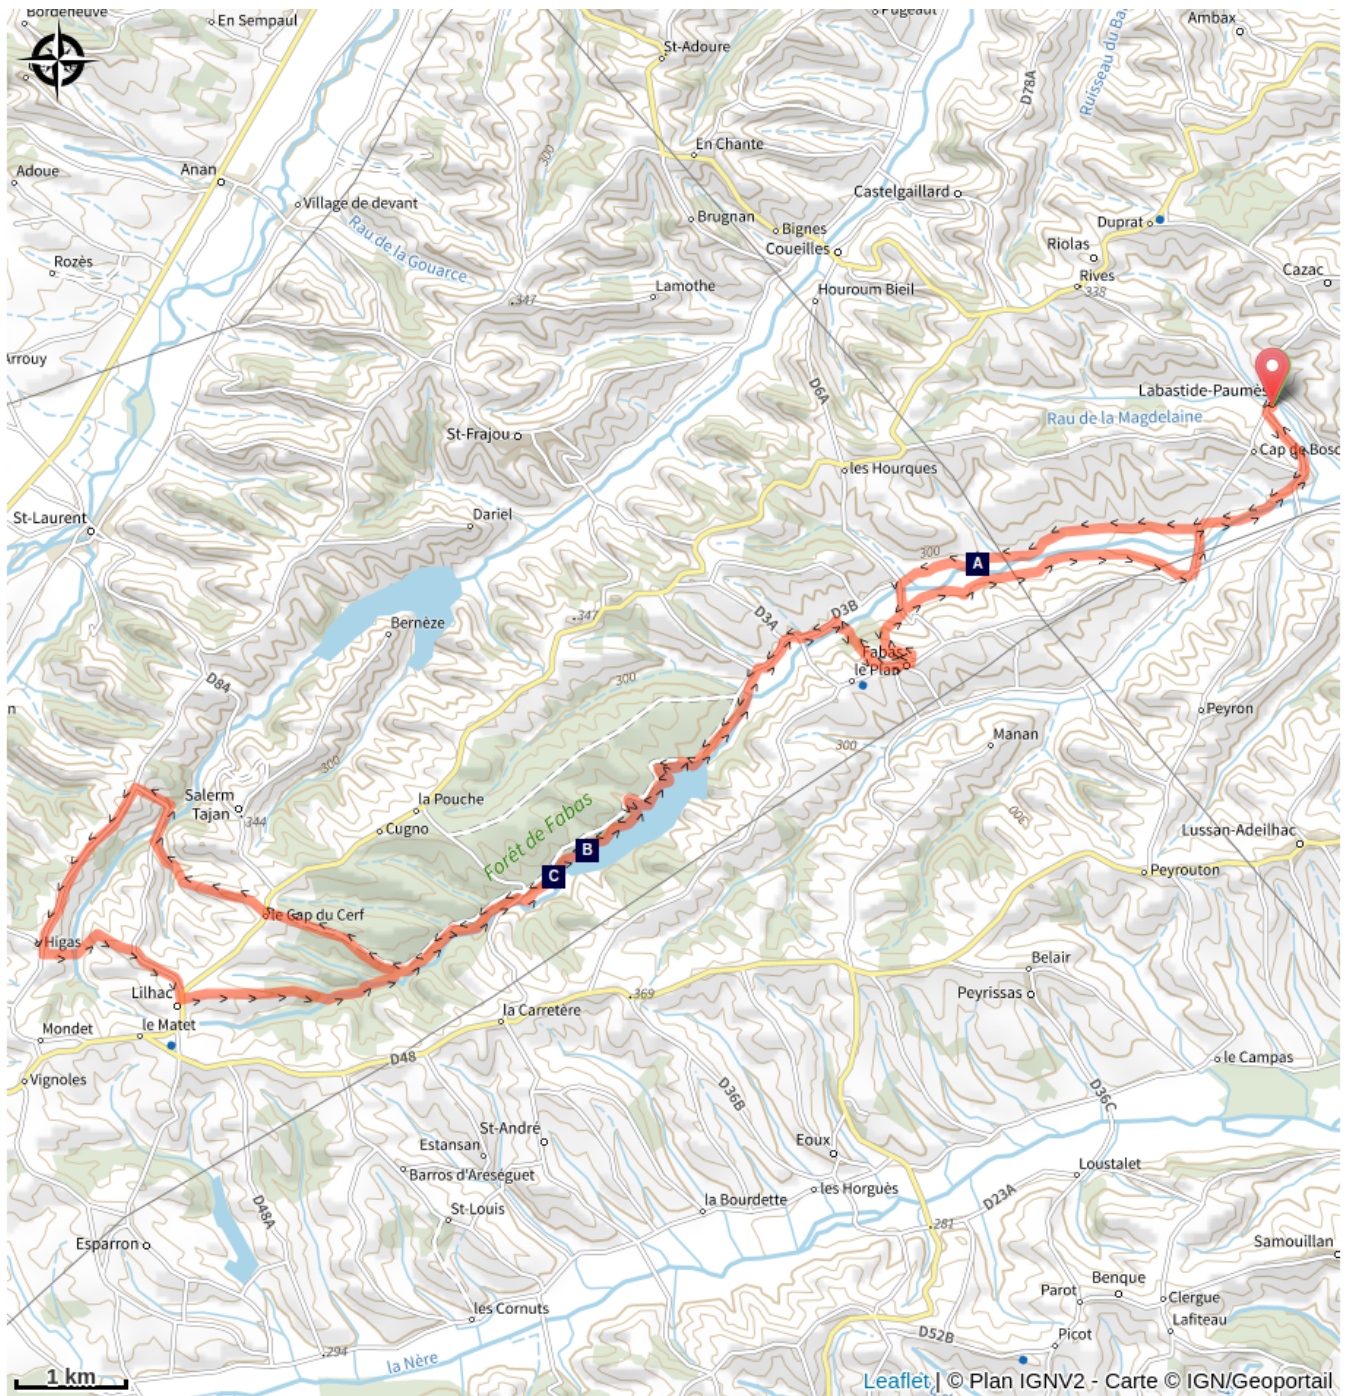 Bordeneuve
En Sempaul
Pugeaut
Ambax
St-Adoure
D78A
En Chante
Anan
Adoue
Village de devant
Castelgaillard
Rau de la Gouarce
300
Brugnan
Bignes
Coueilles
Duprat
Riolas
Rozès
Rives
338
Cazac
Lamothe
Houroum Bieil
347
Arrouy
D6A
Labastide-Paumès
Rau de la Magdelaine
St-Frajou
Cap de Bosc
les Hourques
St-Laurent
Dariel
300
A
Bernèze
347
D3A
D3B
Fabas
le Plan
D84
300
n
Peyron
Manan
300
300
Salerm
Tajan
344
la Pouche
Cugno
Forêt de Fabas
300
Lussan-Adeilhac
B
C
Peyrouton
le Cap du Cerf
Higas
Belair
Lilhac
369
Peyrissas
la Carretère
Mondet
le Matet
D48
le Campas
Vignoles
D36B
D36C
St-André
Estansan
Eoux
Barros d'Areséguet
Loustalet
les Horguès
la Bourdette
D23A
D48A
St-Louis
281
Esparron
Samouillan
Benque
Parot
Clergue
les Cornuts
Lafiteau
Picot
D52B
294
la Nère
1 km
Leaflet | © Plan IGNV2 - Carte © IGN/Geoportail